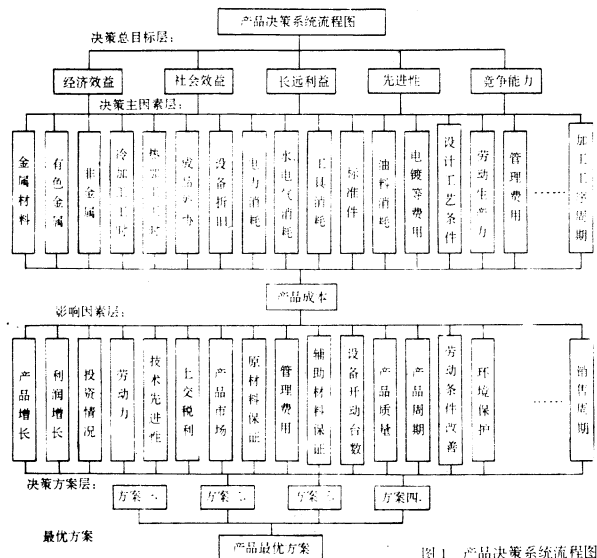 产品决策系统流程图
决策总目标层:
经济效益
社会效益
长远利益
先进性
竞争能力
决策主因素层:
金属材料
有色金属
非金属
冷加工工时
热加工工时
成品外协
设备折旧
电力消耗
水电气消耗
工具消耗
标准件
油料消耗
电镀等费用
设计工艺条件
劳动生产力
管理费用
………
加工工序周期
产品成本
影响因素层:
产品增长
利润增长
投资情况
劳动力
技术先进性
上交税利
产品市场
原材料保证
管理费用
辅助材料保证
设备开动台数
产品质量
产品周期
劳动条件改善
环境保护
………
销售周期
决策方案层:
方案一.
方案二.
方案三.
方案四.
最优方案
产品最优方案
图1 产品决策系统流程图